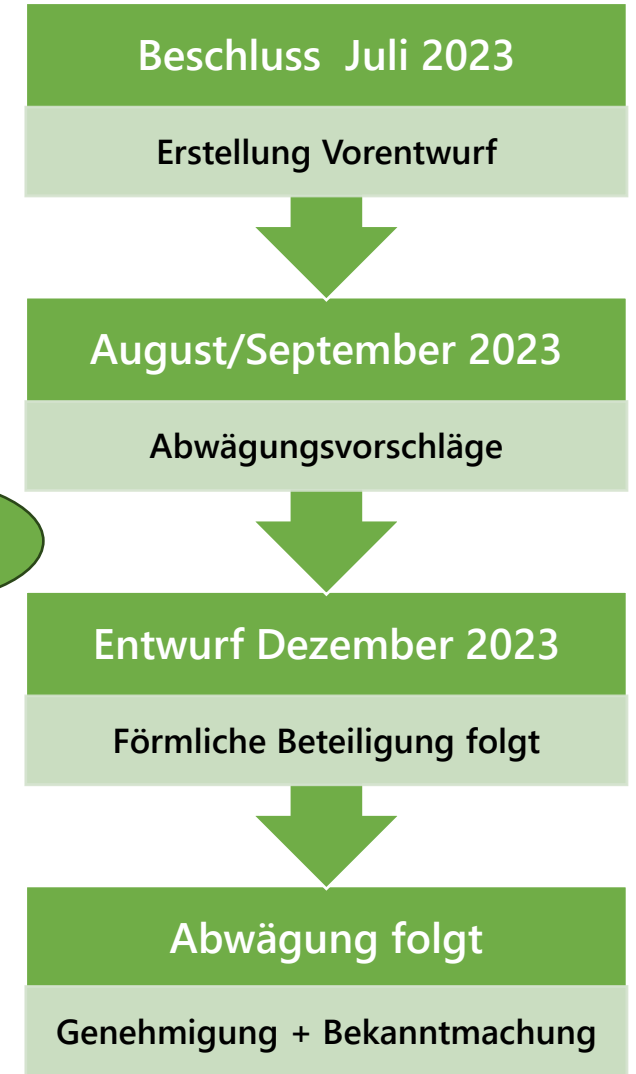 Beschluss Juli 2023
Erstellung Vorentwurf
August/September 2023
Abwägungsvorschläge
Entwurf Dezember 2023
Förmliche Beteiligung folgt
Abwägung folgt
Genehmigung + Bekanntmachung